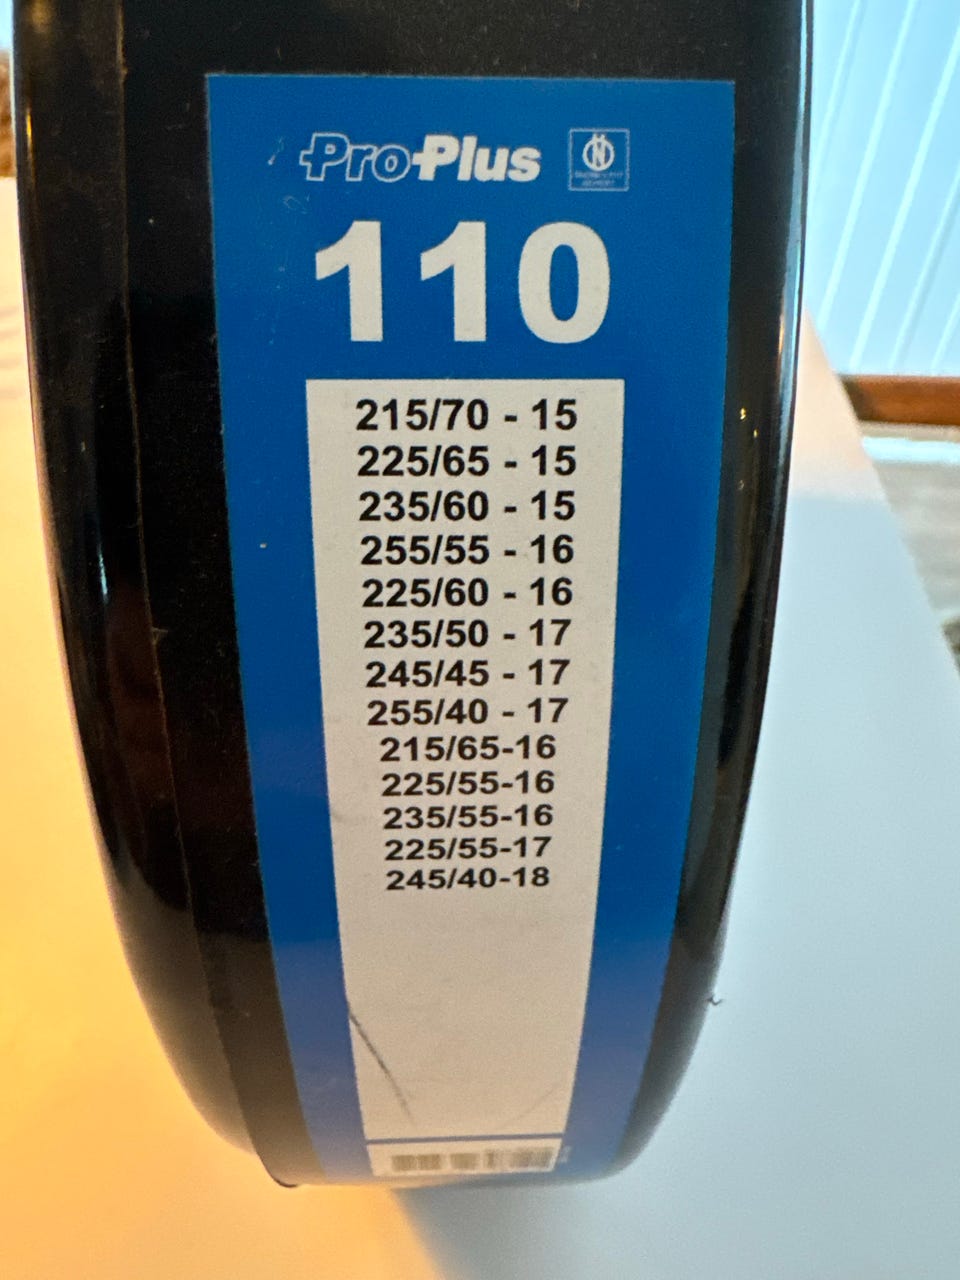 ProPlus
110
215/70 - 15
225/65 - 15
235/60 - 15
255/55 - 16
225/60 - 16
235/50 - 17
245/45 - 17
255/40 - 17
215/65-16
225/55-16
235/55-16
225/55-17
245/40-18